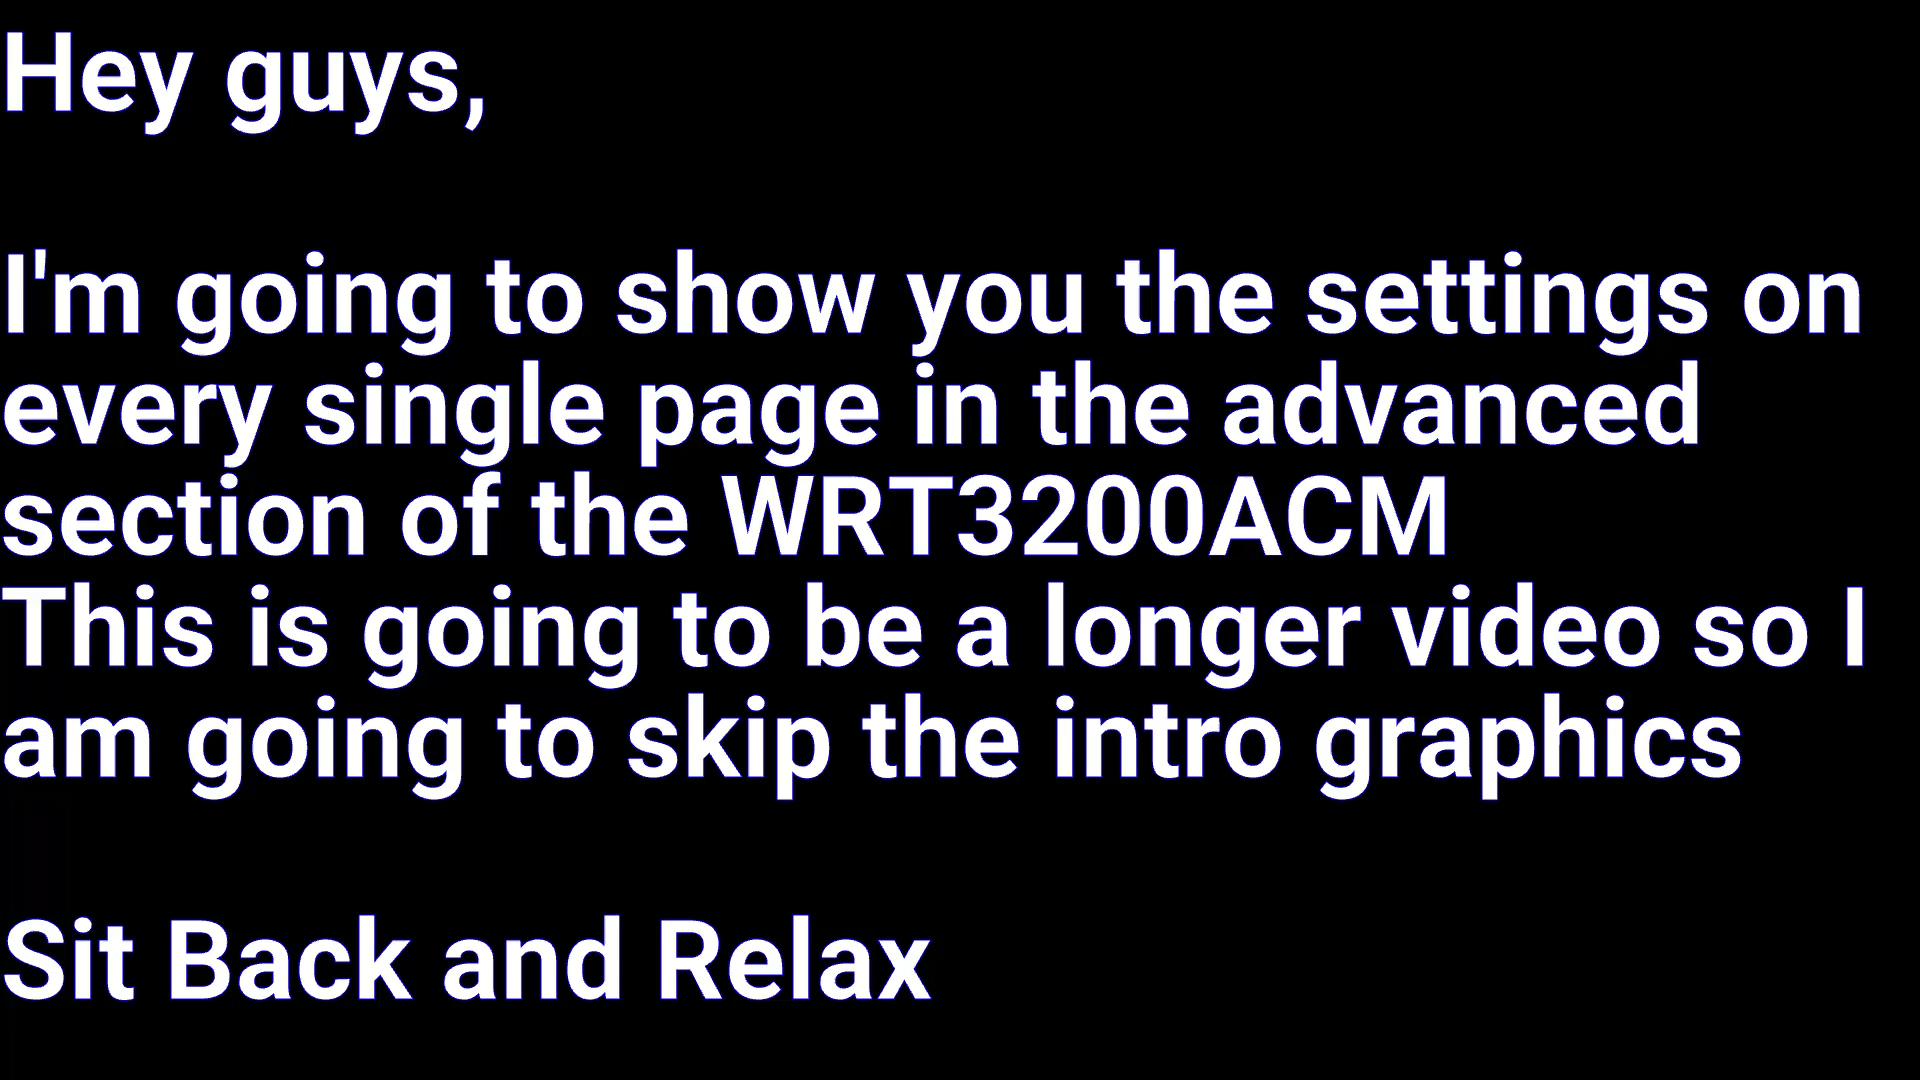 Hey guys,
I'm going to show you the settings on
every single page in the advanced
section of the WRT3200ACM
This is going to be a longer video so I
am going to skip the intro graphics
Sit Back and Relax